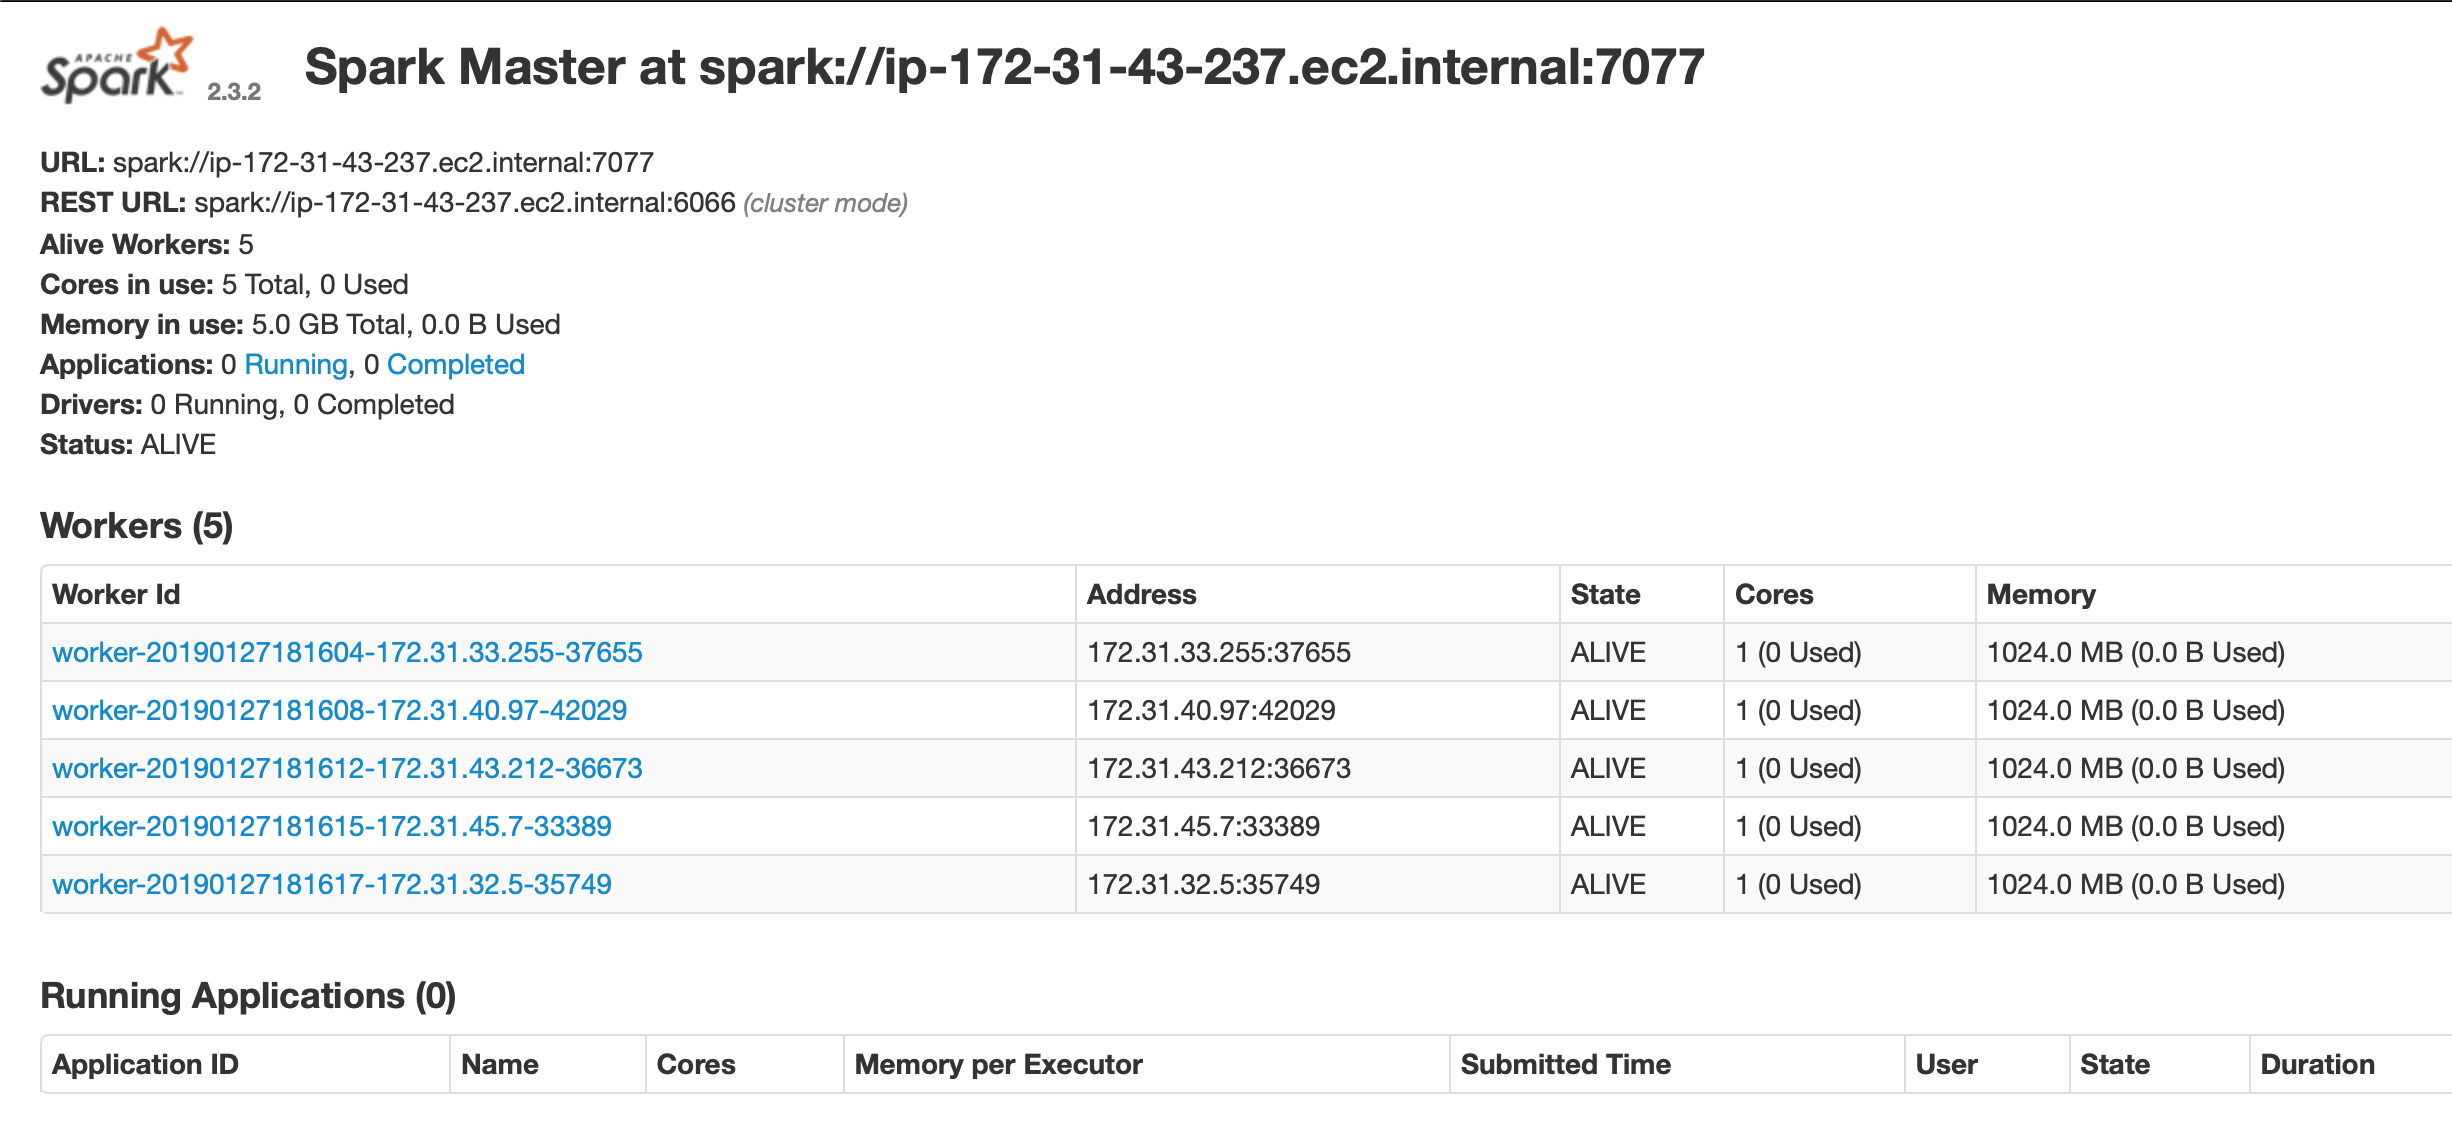 APACHE
Spark™ 2.3.2 Spark Master at spark://ip-172-31-43-237.ec2.internal:7077
URL: spark://ip-172-31-43-237.ec2.internal:7077
REST URL: spark://ip-172-31-43-237.ec2.internal:6066 (cluster mode)
Alive Workers: 5
Cores in use: 5 Total, 0 Used
Memory in use: 5.0 GB Total, 0.0 B Used
Applications: 0 Running, 0 Completed
Drivers: 0 Running, 0 Completed
Status: ALIVE
Workers (5)
Worker Id Address State Cores Memory
worker-20190127181604-172.31.33.255-37655 172.31.33.255:37655 ALIVE 1 (0 Used) 1024.0 MB (0.0 B Used)
worker-20190127181608-172.31.40.97-42029 172.31.40.97:42029 ALIVE 1 (0 Used) 1024.0 MB (0.0 B Used)
worker-20190127181612-172.31.43.212-36673 172.31.43.212:36673 ALIVE 1 (0 Used) 1024.0 MB (0.0 B Used)
worker-20190127181615-172.31.45.7-33389 172.31.45.7:33389 ALIVE 1 (0 Used) 1024.0 MB (0.0 B Used)
worker-20190127181617-172.31.32.5-35749 172.31.32.5:35749 ALIVE 1 (0 Used) 1024.0 MB (0.0 B Used)
Running Applications (0)
Application ID Name Cores Memory per Executor Submitted Time User State Duration